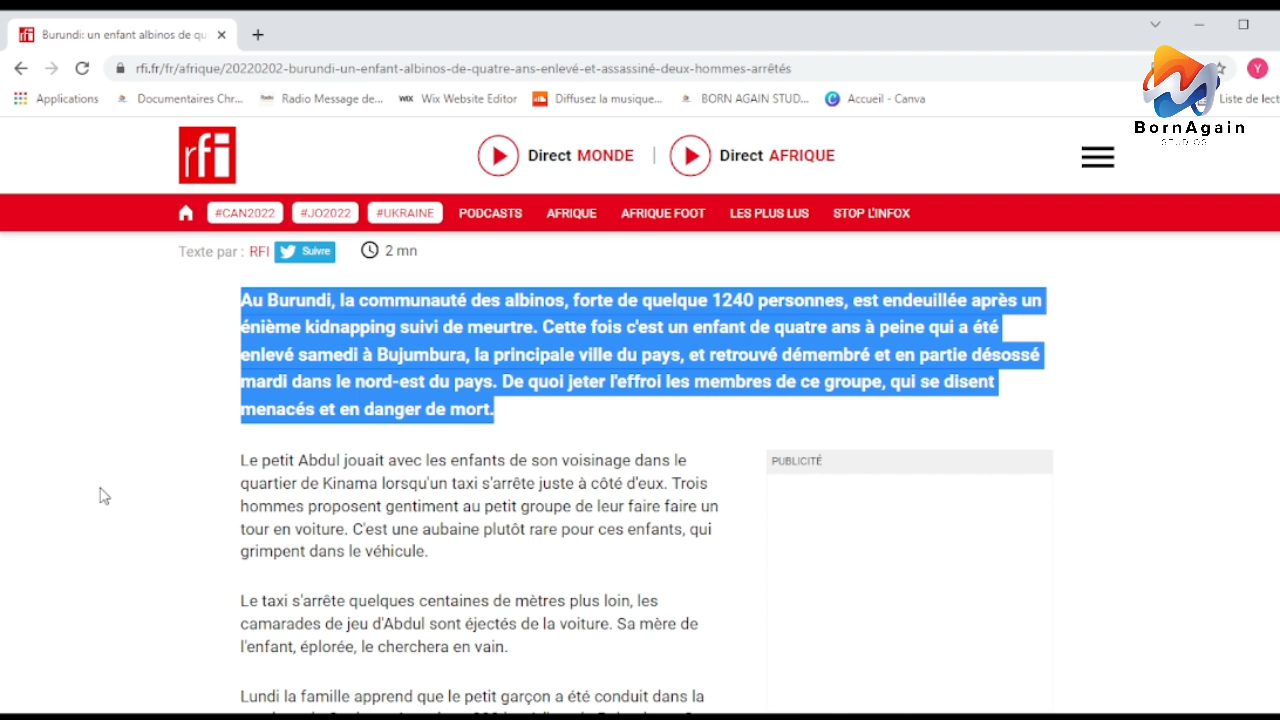 Burundi: un enfant albinos de qu
rfi.fr/fr/afrique/20220202-burundi-un-enfant-albinos-de-quatre-ans-enlevé-et-assassiné-deux-hommes-arrêtés
Y
Applications
Documentaires Chr...
Radio Message de...
WIX Wix Website Editor
Diffusez la musique...
BORN AGAIN STUD...
Accueil - Canva
Liste de lect
BornAgain
STUDIOS
rfi
Direct MONDE | Direct AFRIQUE
#CAN2022 #JO2022 #UKRAINE PODCASTS AFRIQUE AFRIQUE FOOT LES PLUS LUS STOP L'INFOX
Texte par : RFI Suivre 2 mn
Au Burundi, la communauté des albinos, forte de quelque 1240 personnes, est endeuillée après un
énième kidnapping suivi de meurtre. Cette fois c'est un enfant de quatre ans à peine qui a été
enlevé samedi à Bujumbura, la principale ville du pays, et retrouvé démembré et en partie désossé
mardi dans le nord-est du pays. De quoi jeter l'effroi les membres de ce groupe, qui se disent
menacés et en danger de mort.
Le petit Abdul jouait avec les enfants de son voisinage dans le
quartier de Kinama lorsqu'un taxi s'arrête juste à côté d'eux. Trois
hommes proposent gentiment au petit groupe de leur faire faire un
tour en voiture. C'est une aubaine plutôt rare pour ces enfants, qui
grimpent dans le véhicule.
PUBLICITÉ
Le taxi s'arrête quelques centaines de mètres plus loin, les
camarades de jeu d'Abdul sont éjectés de la voiture. Sa mère de
l'enfant, éplorée, le cherchera en vain.
Lundi la famille apprend que le petit garçon a été conduit dans la